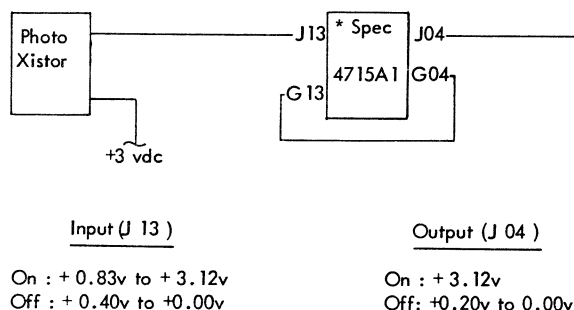 Photo
Xistor
+3 vdc
J13
* Spec
J04
4715A1
G13
G04
Input (J 13 )
On : + 0.83v to + 3.12v
Off : + 0.40v to +0.00v
Output (J 04 )
On : + 3.12v
Off: +0.20v to 0.00v